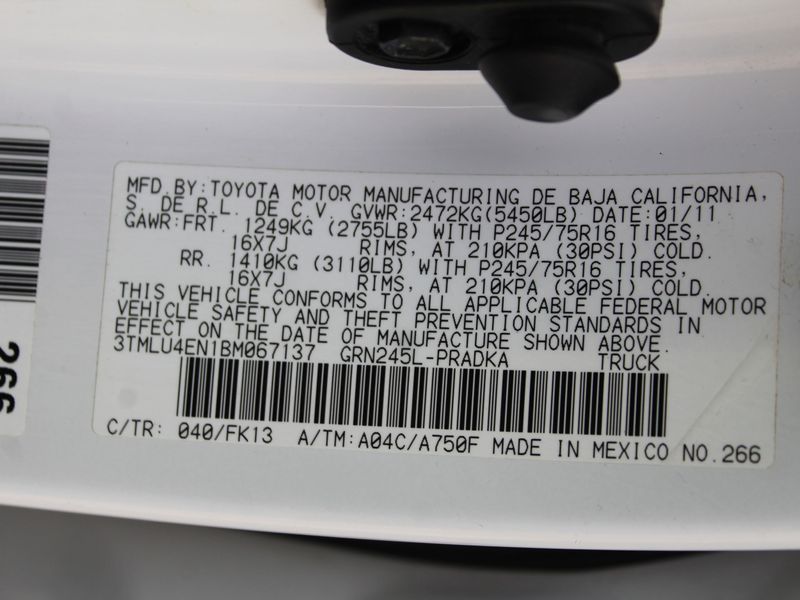 MFD.BY:TOYOTA MOTOR MANUFACTURING DE BAJA CALIFORNIA,
S. DE R.L. DE C.V. GVWR:2472KG(5450LB) DATE:01/11
GAWR:FRT. 1249KG (2755LB) WITH P245/75R16 TIRES,
16X7J RIMS, AT 210KPA (30PSI) COLD.
RR. 1410KG (3110LB) WITH P245/75R16 TIRES,
16X7J RIMS, AT 210KPA (30PSI) COLD.
THIS VEHICLE CONFORMS TO ALL APPLICABLE FEDERAL MOTOR
VEHICLE SAFETY AND THEFT PREVENTION STANDARDS IN
EFFECT ON THE DATE OF MANUFACTURE SHOWN ABOVE.
3TMLU4EN1BM067137 GRN245L-PRADKA TRUCK
C/TR: 040/FK13 A/TM:A04C/A750F MADE IN MEXICO NO.266
266